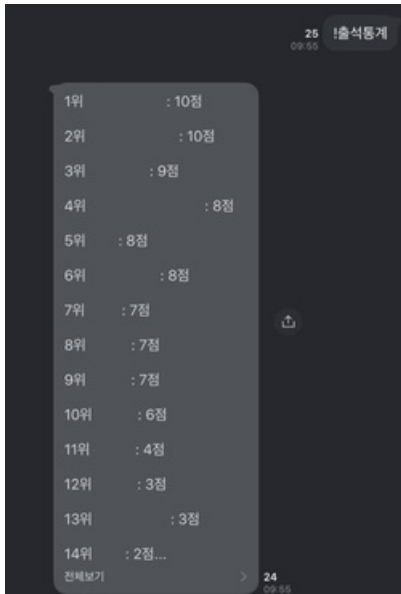 25 !출석통계
09:55
1위 : 10점
2위 : 10점
3위 : 9점
4위 : 8점
5위 : 8점
6위 : 8점
7위 : 7점
8위 : 7점
9위 : 7점
10위 : 6점
11위 : 4점
12위 : 3점
13위 : 3점
14위 : 2점...
전체보기 >
24
09:55